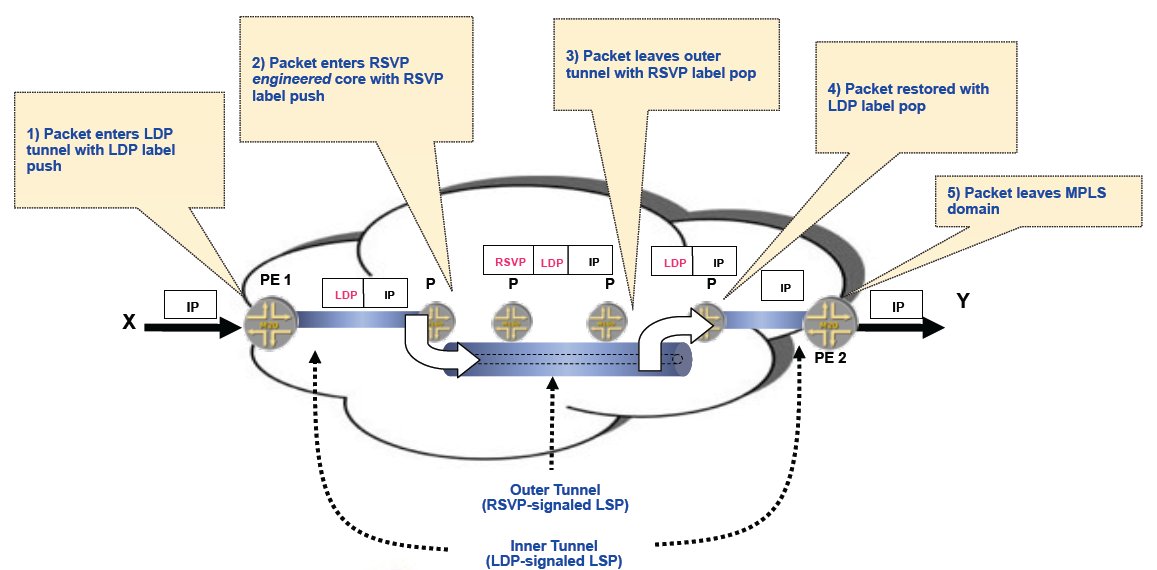 1) Packet enters LDP
tunnel with LDP label
push
2) Packet enters RSVP
engineered core with RSVP
label push
3) Packet leaves outer
tunnel with RSVP label pop
4) Packet restored with
LDP label pop
5) Packet leaves MPLS
domain
X
IP
PE 1
LDP IP
P
RSVP LDP IP
P
P
LDP IP
P
IP
PE 2
IP
Y
Outer Tunnel
(RSVP-signaled LSP)
Inner Tunnel
(LDP-signaled LSP)